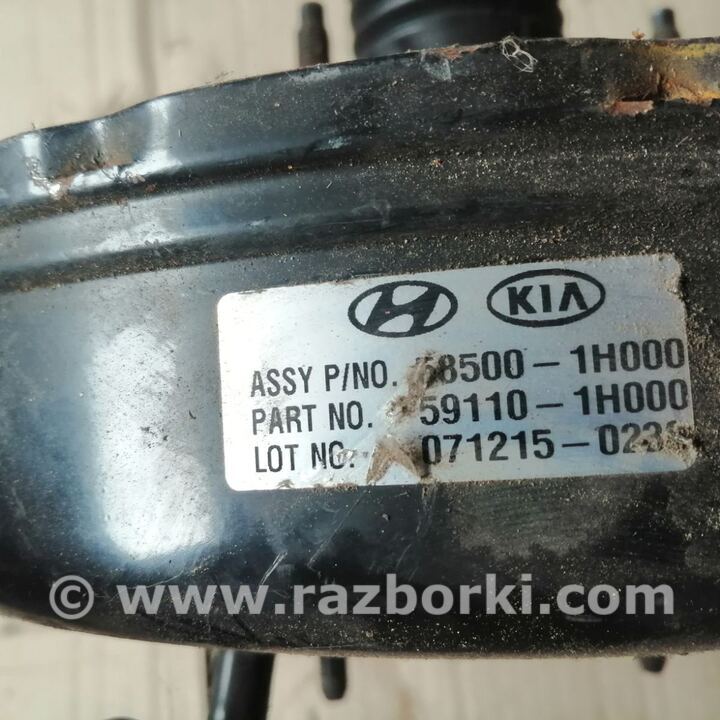 KIA
ASSY P/NO. 58500-1H000
PART NO. 59110-1H000
LOT NO. 071215-023
© www.razborki.com